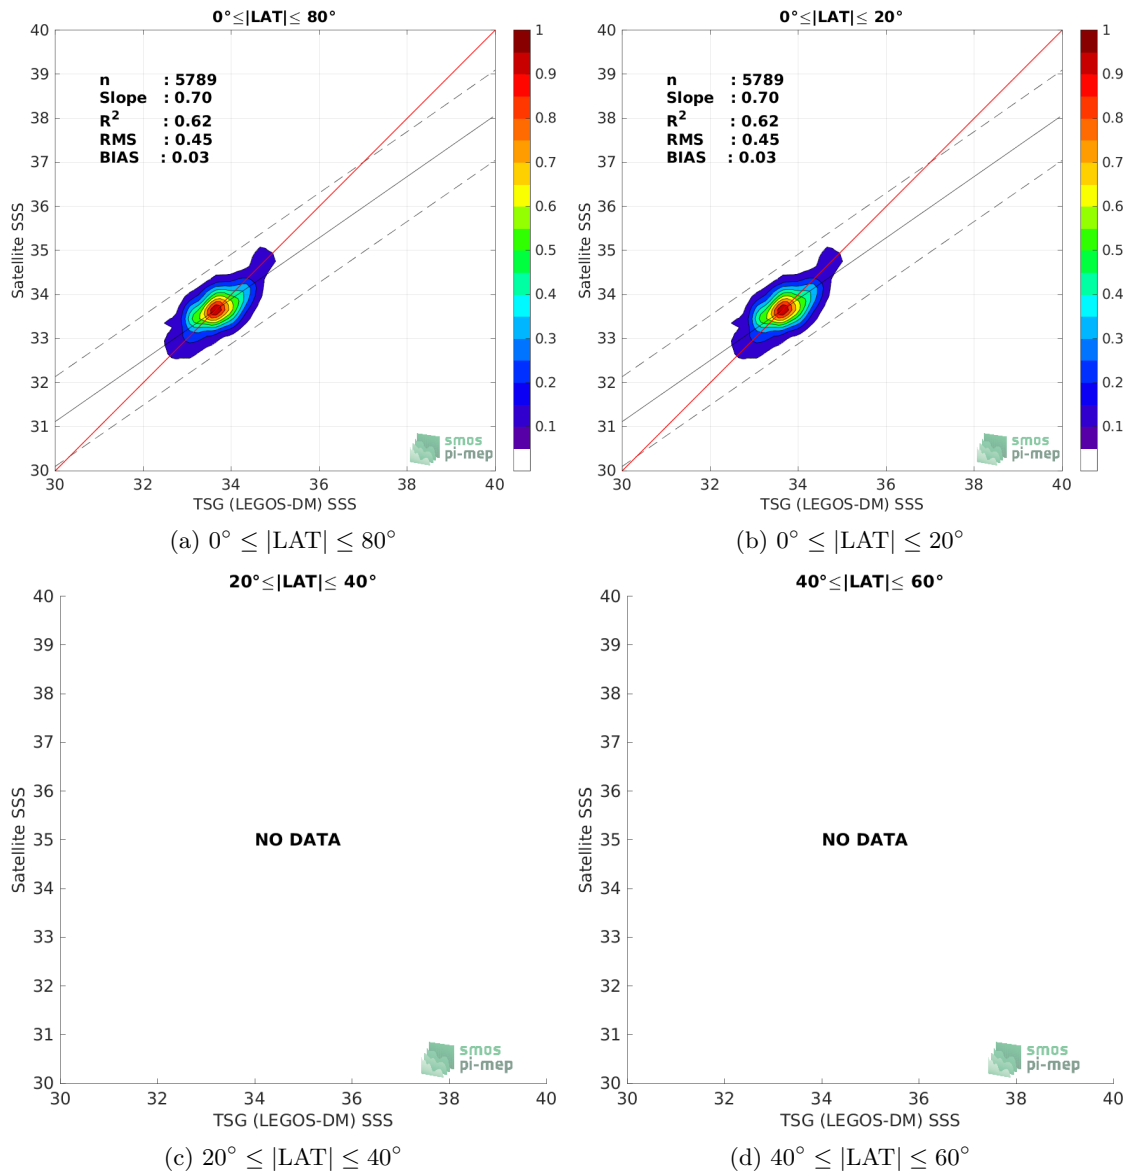 0°≤|LAT|≤ 80°
40
39
38
37
36
35
34
33
32
31
30
Satellite SSS
n : 5789
Slope : 0.70
R² : 0.62
RMS : 0.45
BIAS : 0.03
smos
pi-mep
30 32 34 36 38 40
TSG (LEGOS-DM) SSS
1
0.9
0.8
0.7
0.6
0.5
0.4
0.3
0.2
0.1
(a) 0° ≤ |LAT| ≤ 80°
0°≤|LAT|≤ 20°
40
39
38
37
36
35
34
33
32
31
30
Satellite SSS
n : 5789
Slope : 0.70
R² : 0.62
RMS : 0.45
BIAS : 0.03
smos
pi-mep
30 32 34 36 38 40
TSG (LEGOS-DM) SSS
1
0.9
0.8
0.7
0.6
0.5
0.4
0.3
0.2
0.1
(b) 0° ≤ |LAT| ≤ 20°
20°≤|LAT|≤ 40°
40
39
38
37
36
35
34
33
32
31
30
Satellite SSS
NO DATA
smos
pi-mep
30 32 34 36 38 40
TSG (LEGOS-DM) SSS
(c) 20° ≤ |LAT| ≤ 40°
40°≤|LAT|≤ 60°
40
39
38
37
36
35
34
33
32
31
30
Satellite SSS
NO DATA
smos
pi-mep
30 32 34 36 38 40
TSG (LEGOS-DM) SSS
(d) 40° ≤ |LAT| ≤ 60°